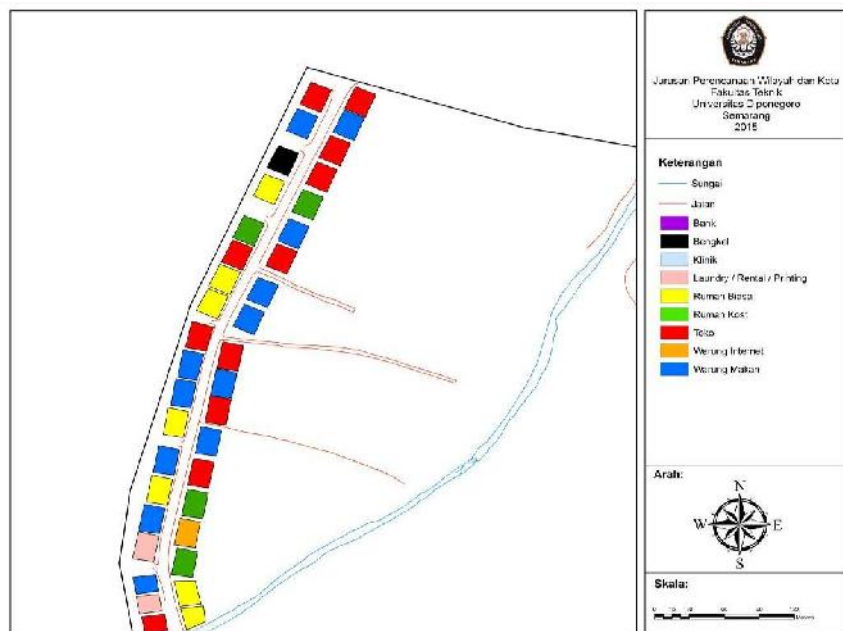 Jurusan Perencanaan Wilayah dan Kota
Fakultas Teknik
Universitas Diponegoro
Semarang
2015
Keterangan
Sungai
Jalan
Bank
Bengkel
Klinik
Laundry / Rental / Printing
Rumah Biasa
Rumah Kost
Toko
Warung Internet
Warung Makan
Arah:
N
W
E
S
Skala:
Meters